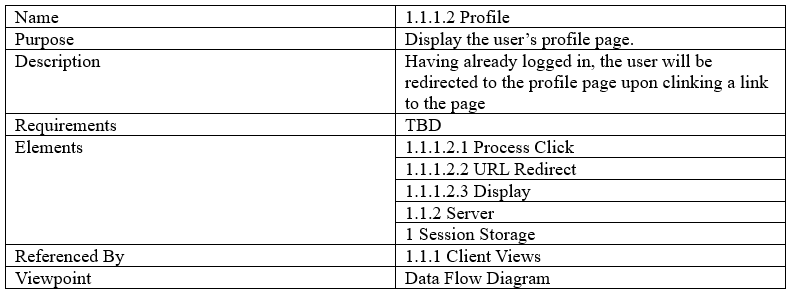 Name 1.1.1.2 Profile
Purpose Display the user’s profile page.
Description Having already logged in, the user will be
redirected to the profile page upon clinking a link
to the page
Requirements TBD
Elements 1.1.1.2.1 Process Click
1.1.1.2.2 URL Redirect
1.1.1.2.3 Display
1.1.2 Server
1 Session Storage
Referenced By 1.1.1 Client Views
Viewpoint Data Flow Diagram